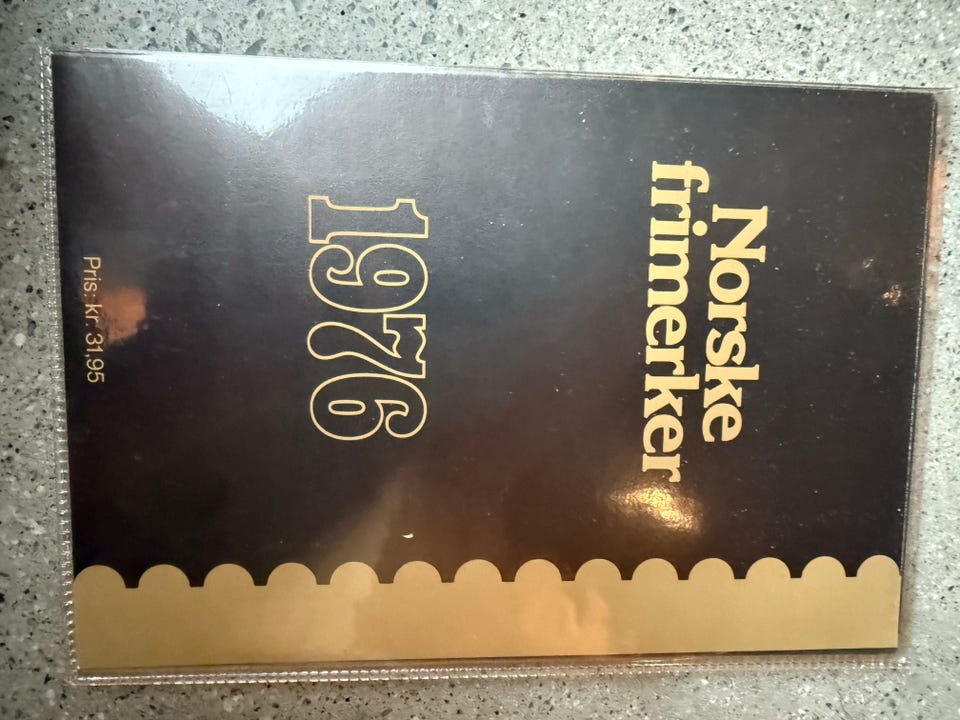 Norske
frimerker
1976
Pris: kr. 31,95